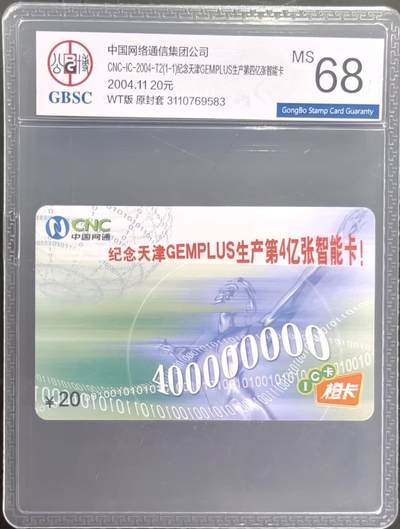 中国网络通信集团公司
CNC-IC-2004-T2(1-1)纪念天津GEMPLUS生产第四亿张智能卡
2004.11 20元
WT版 原封套 3110769583
GBSC
MS 68
GongBo Stamp Card Guaranty
CNC
中国网通
纪念天津GEMPLUS生产第4亿张智能卡!
400000000
IC卡
橙卡
¥20